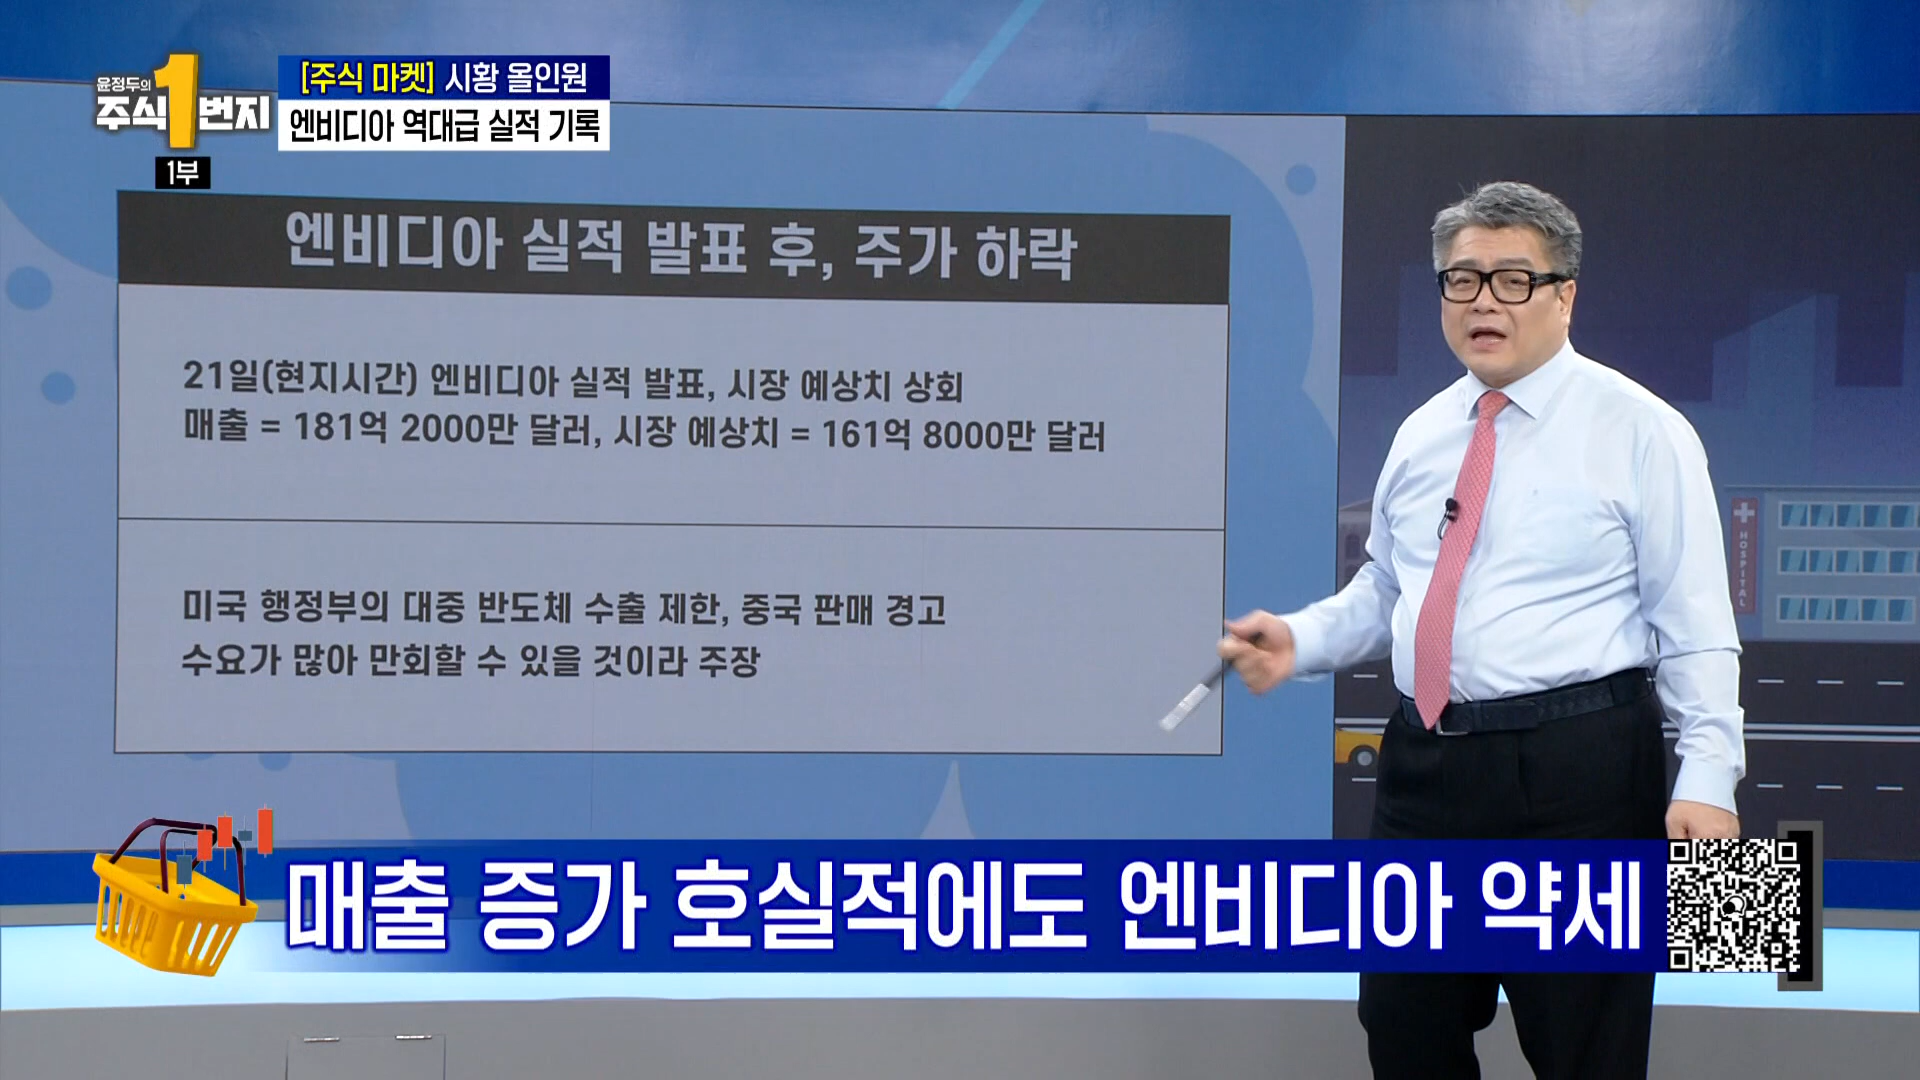 윤정두의
주식1번지
1부
[주식 마켓] 시황 올인원
엔비디아 역대급 실적 기록
엔비디아 실적 발표 후, 주가 하락
21일(현지시간) 엔비디아 실적 발표, 시장 예상치 상회
매출 = 181억 2000만 달러, 시장 예상치 = 161억 8000만 달러
미국 행정부의 대중 반도체 수출 제한, 중국 판매 경고
수요가 많아 만회할 수 있을 것이라 주장
HOSPITAL
매출 증가 호실적에도 엔비디아 약세